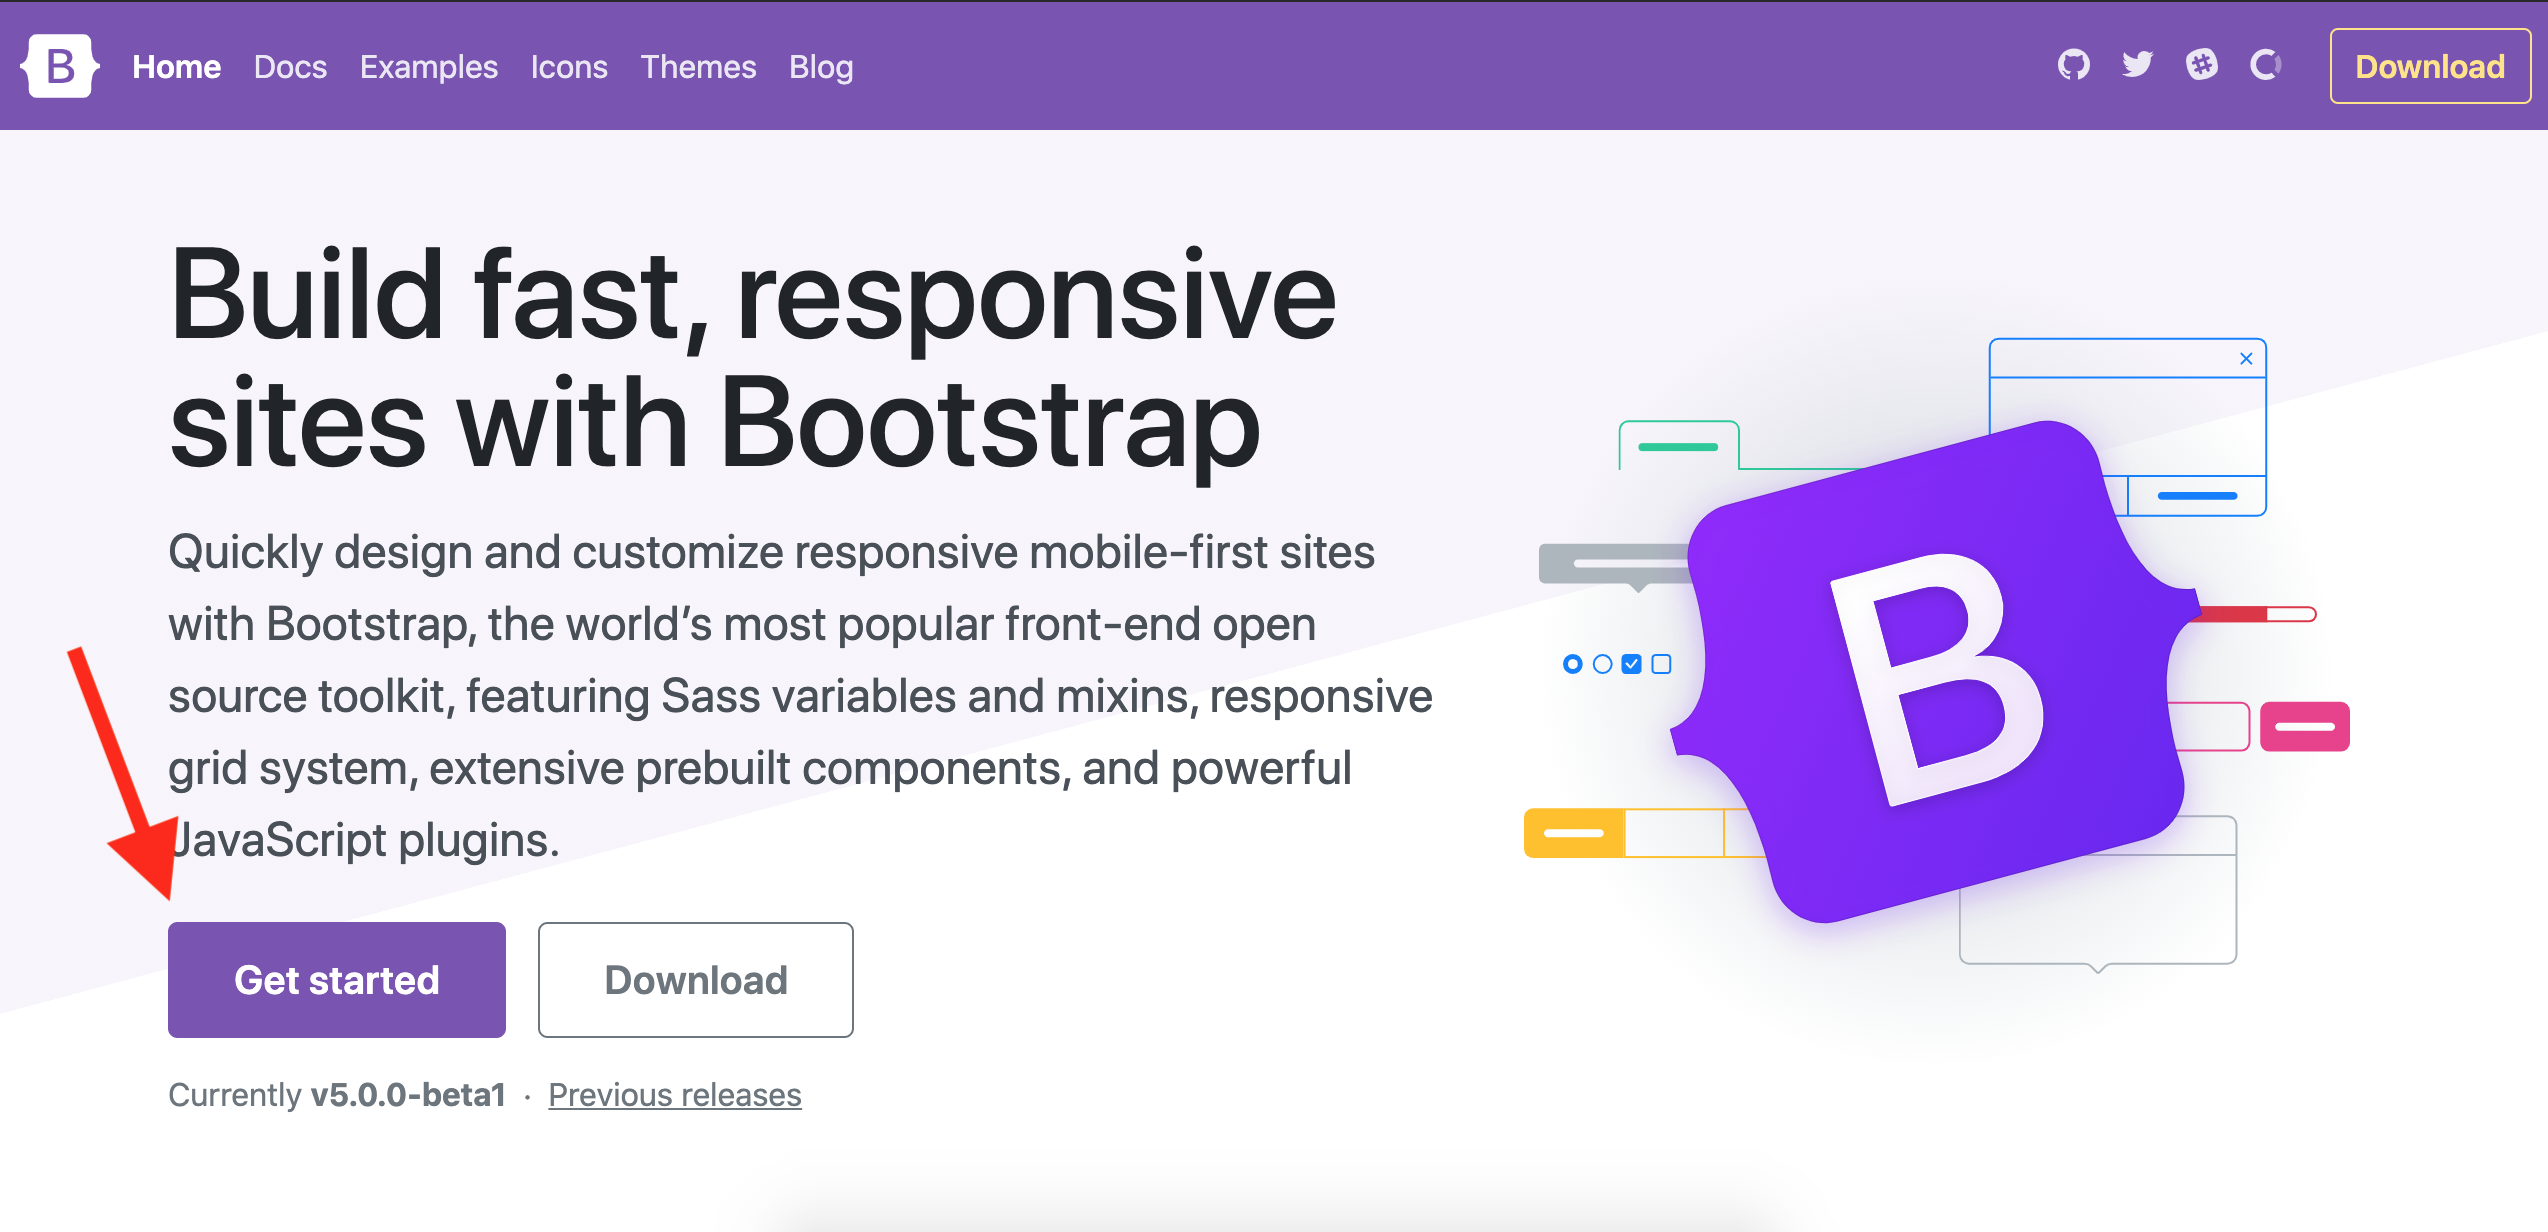 B Home Docs Examples Icons Themes Blog Download
Build fast, responsive
sites with Bootstrap
Quickly design and customize responsive mobile-first sites
with Bootstrap, the world’s most popular front-end open
source toolkit, featuring Sass variables and mixins, responsive
grid system, extensive prebuilt components, and powerful
JavaScript plugins.
B
Get started Download
Currently v5.0.0-beta1 · Previous releases